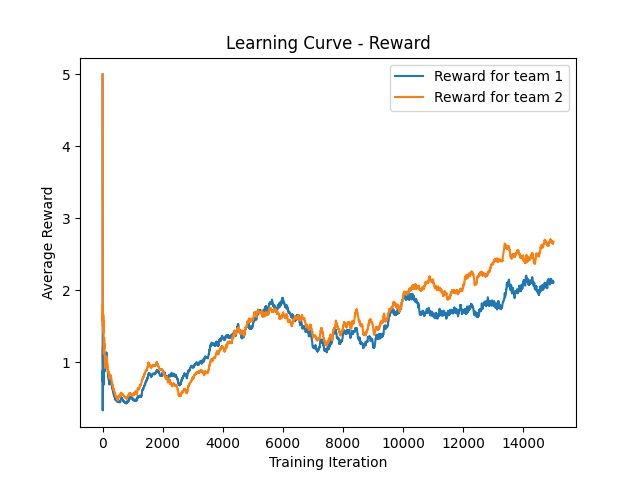 Learning Curve - Reward
Reward for team 1
Reward for team 2
Average Reward
5
4
3
2
1
0
2000
4000
6000
8000
10000
12000
14000
Training Iteration